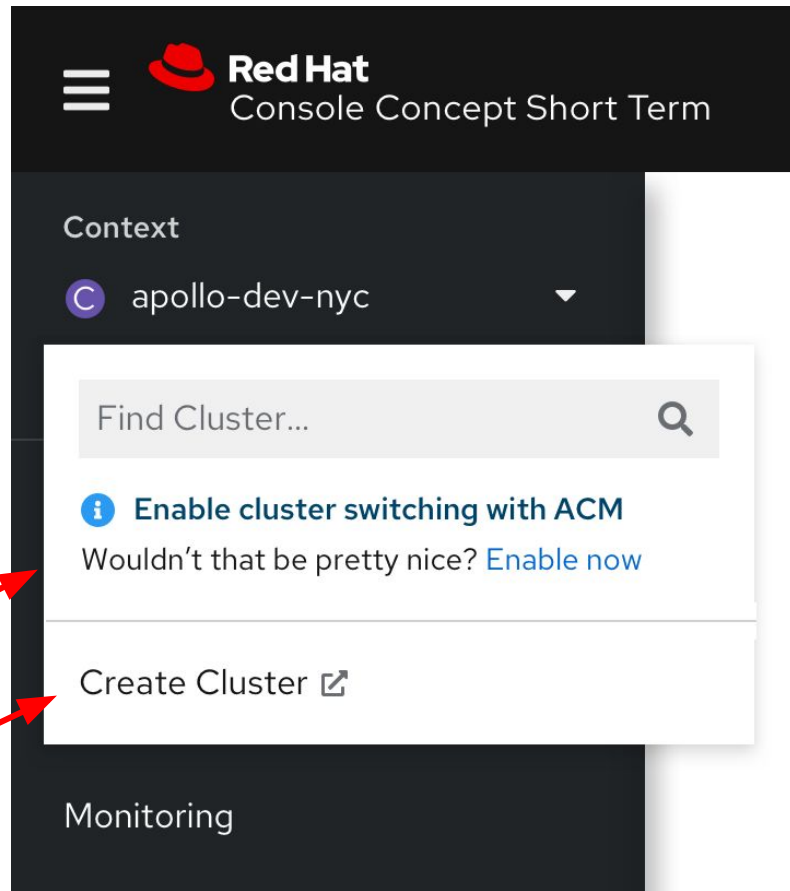 Red Hat
Console Concept Short Term
Context
C apollo-dev-nyc
Find Cluster...
Enable cluster switching with ACM
Wouldn’t that be pretty nice? Enable now
Create Cluster
Monitoring